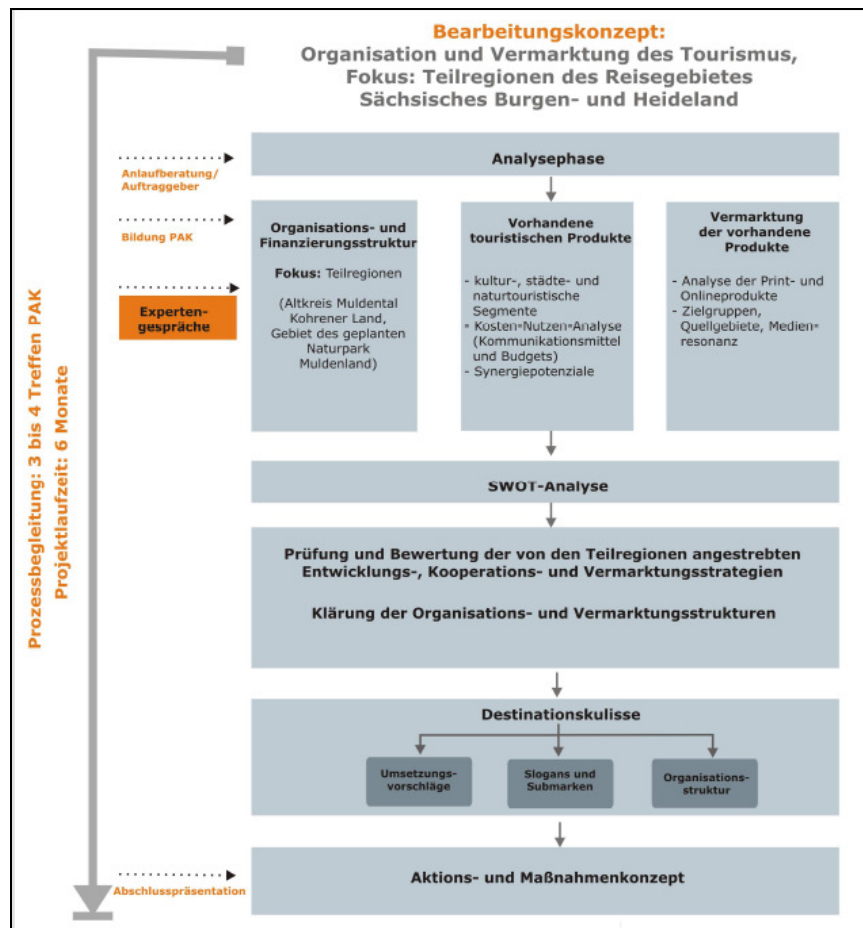 Bearbeitungskonzept:
Organisation und Vermarktung des Tourismus,
Fokus: Teilregionen des Reisegebietes
Sächsisches Burgen- und Heideland
Analysephase
Anlaufberatung/
Auftraggeber
Bildung PAK
Experten-
gespräche
Organisations- und
Finanzierungsstruktur
Fokus: Teilregionen
(Altkreis Muldental
Kohrener Land,
Gebiet des geplanten
Naturpark
Muldenland)
Vorhandene
touristischen Produkte
- kultur-, städte- und
naturtouristische
Segmente
- Kosten-Nutzen-Analyse
(Kommunikationsmittel
und Budgets)
- Synergiepotenziale
Vermarktung
der vorhandene
Produkte
- Analyse der Print- und
Onlineprodukte
- Zielgruppen,
Quellgebiete, Medien-
resonanz
Prozessbegleitung: 3 bis 4 Treffen PAK
Projektlaufzeit: 6 Monate
SWOT-Analyse
Prüfung und Bewertung der von den Teilregionen angestrebten
Entwicklungs-, Kooperations- und Vermarktungsstrategien
Klärung der Organisations- und Vermarktungsstrukturen
Destinationskulisse
Umsetzungs-
vorschläge
Slogans und
Submarken
Organisations-
struktur
Abschlusspräsentation
Aktions- und Maßnahmenkonzept